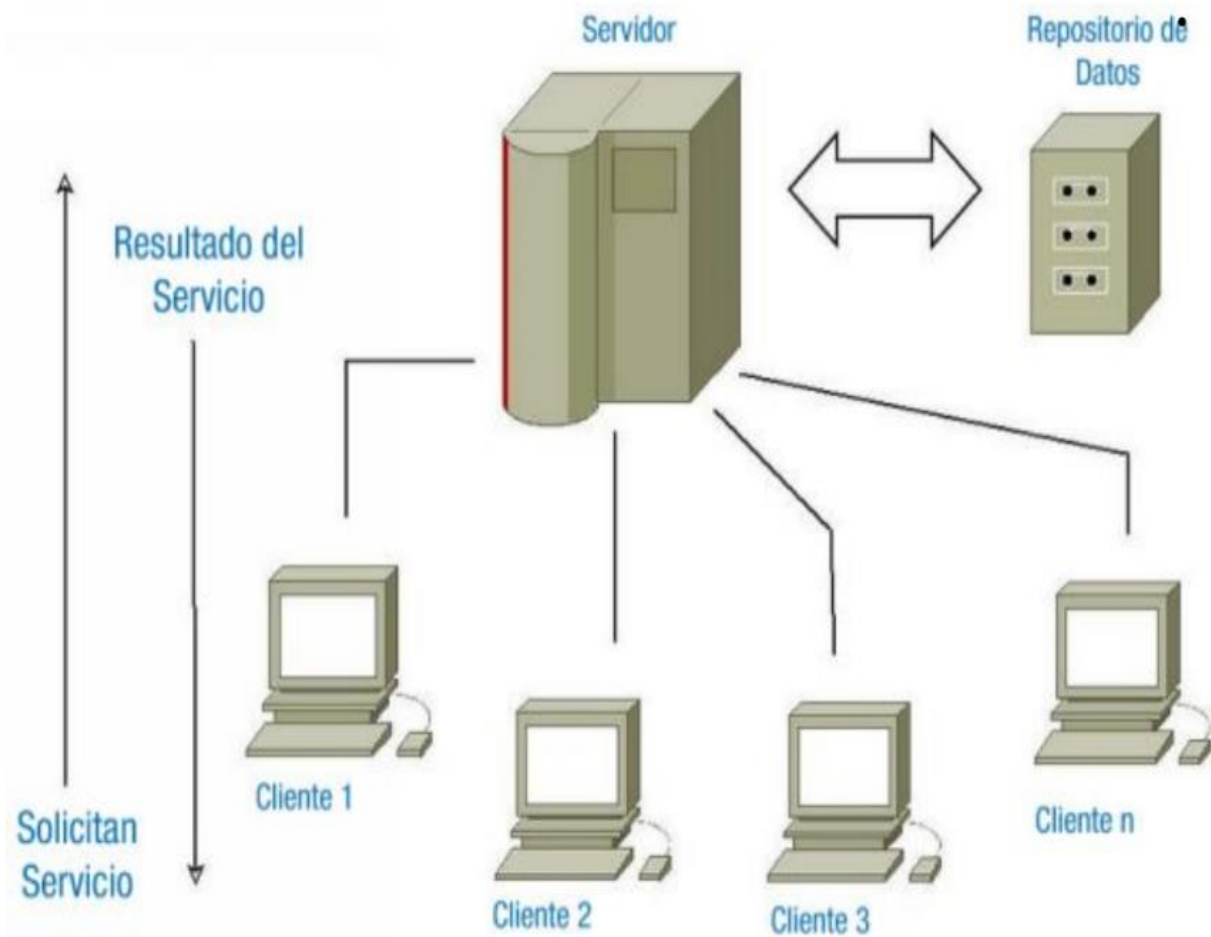 Servidor
Repositorio de
Datos
Resultado del
Servicio
Solicitan
Servicio
Cliente 1
Cliente 2
Cliente 3
Cliente n